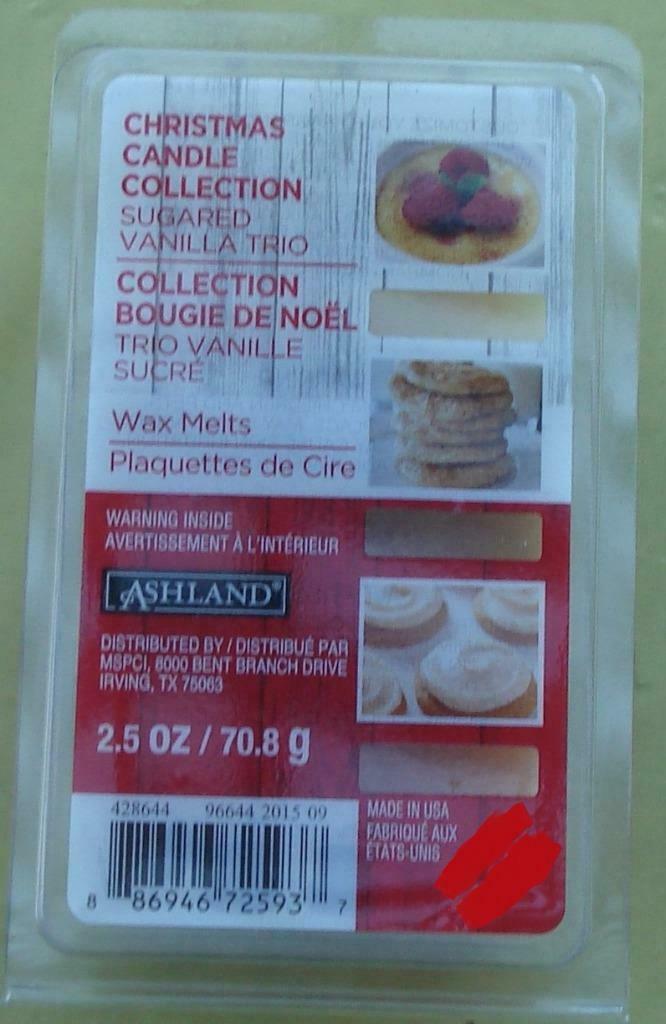 CHRISTMAS
CANDLE
COLLECTION
SUGARED
VANILLA TRIO
COLLECTION
BOUGIE DE NOËL
TRIO VANILLE
SUCRÉ
Wax Melts
Plaquettes de Cire
WARNING INSIDE
AVERTISSEMENT À L'INTÉRIEUR
ASHLAND®
DISTRIBUTED BY / DISTRIBUÉ PAR
MSPCI, 8000 BENT BRANCH DRIVE
IRVING, TX 75063
2.5 OZ / 70.8 g
428644 96644 2015 09
8 86946 72593 7
MADE IN USA
FABRIQUÉ AUX
ÉTATS-UNIS